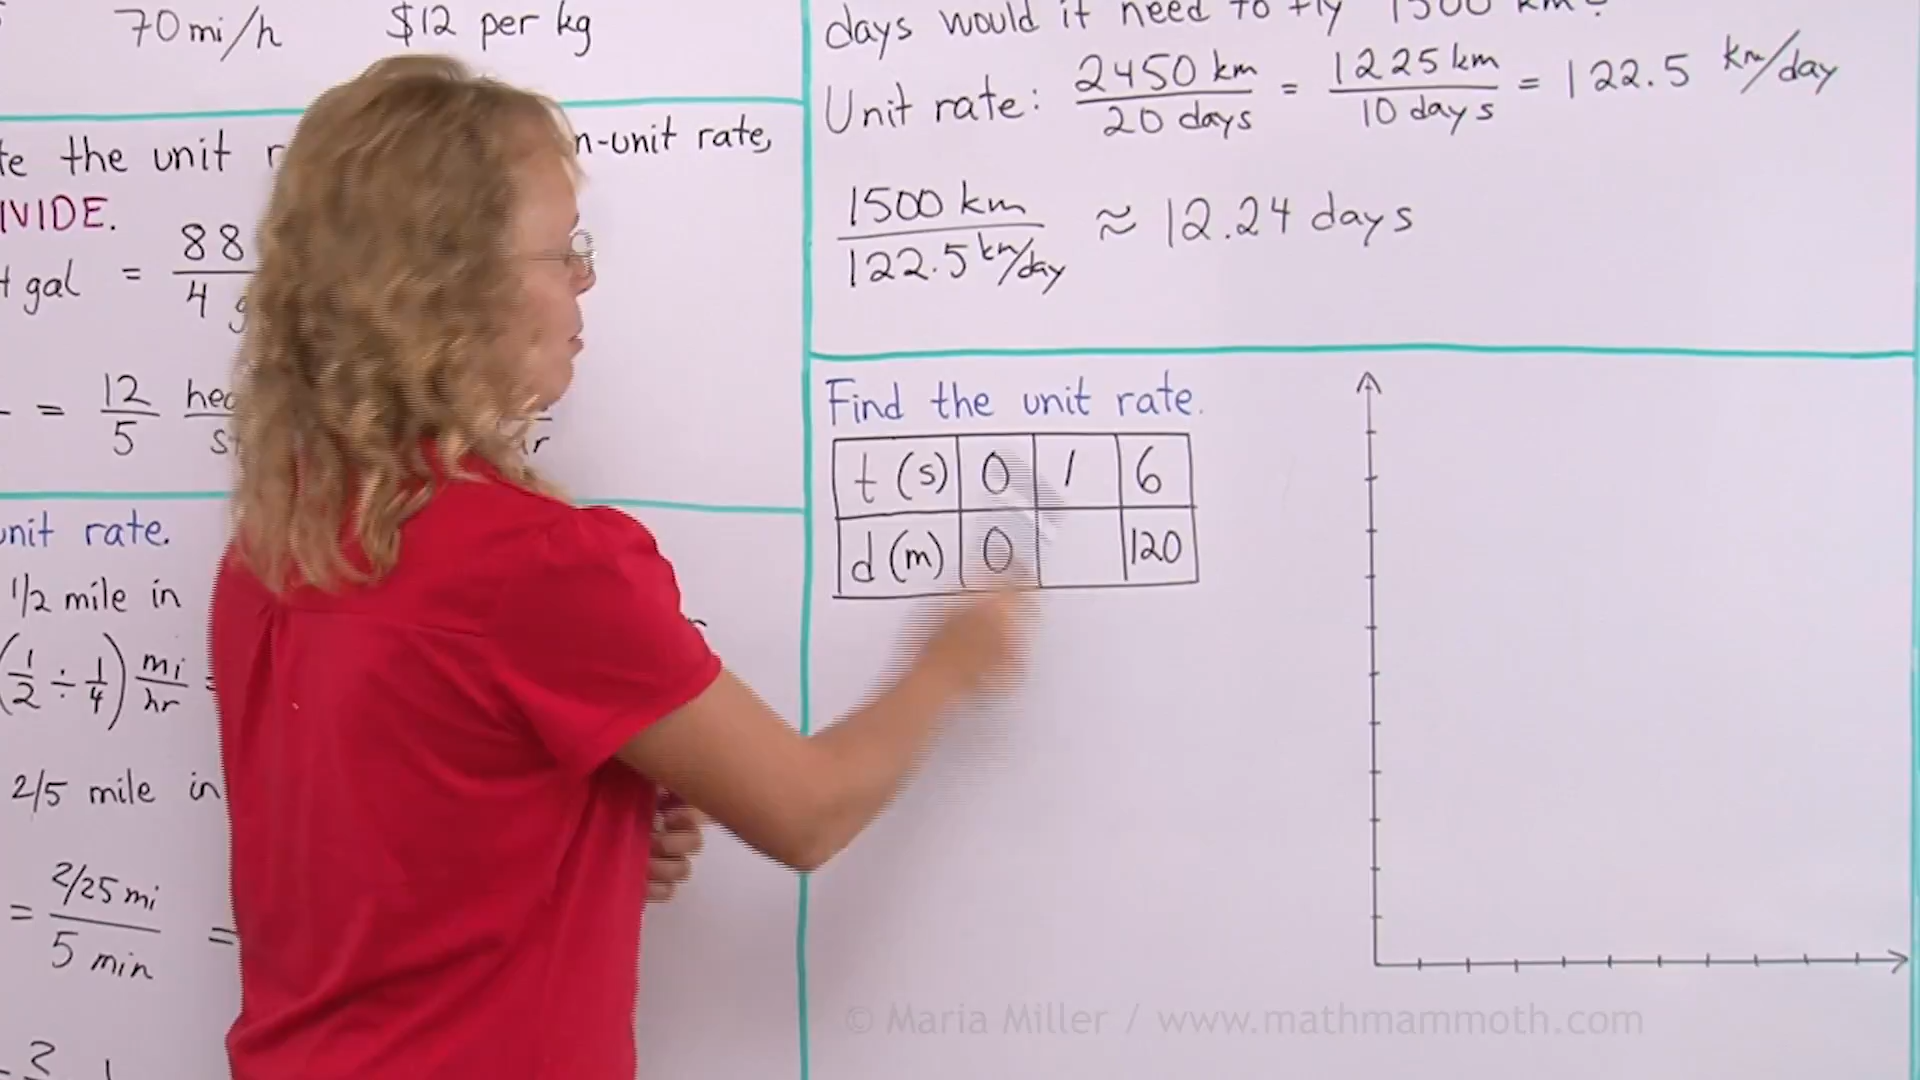 70mi/h $12 per kg
the unit n-unit rate,
88
gal = 4
= 12
5
unit rate.
1/2 mile in
(1/2 ÷ 1/4) mi/hr
2/5 mile in
= 2/25 mi
5 min =
days would it need to fly 1500 km?
Unit rate: 2450 km / 20 days = 1225 km / 10 days = 122.5 km/day
1500 km / 122.5 km/day ≈ 12.24 days
Find the unit rate.
t (s) 0 1 6
d (m) 0 120
© Maria Miller / www.mathmammoth.com